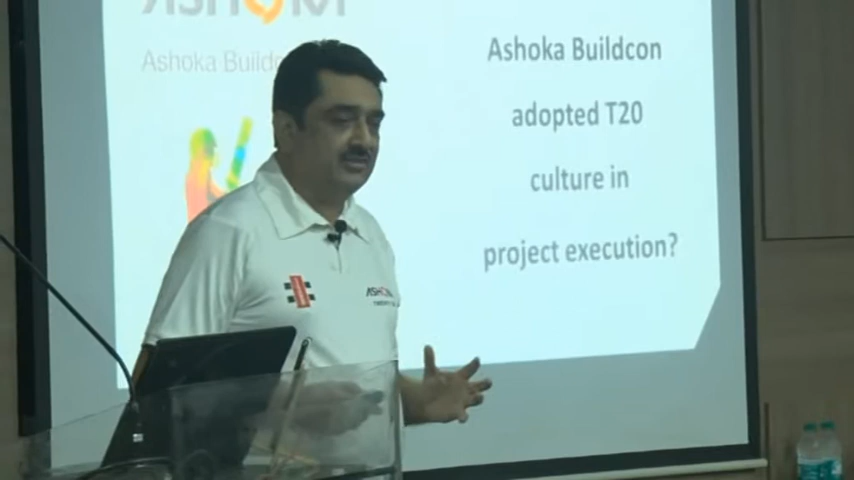 Ashoka Buildcon
adopted T20
culture in
project execution?
Ashoka Build